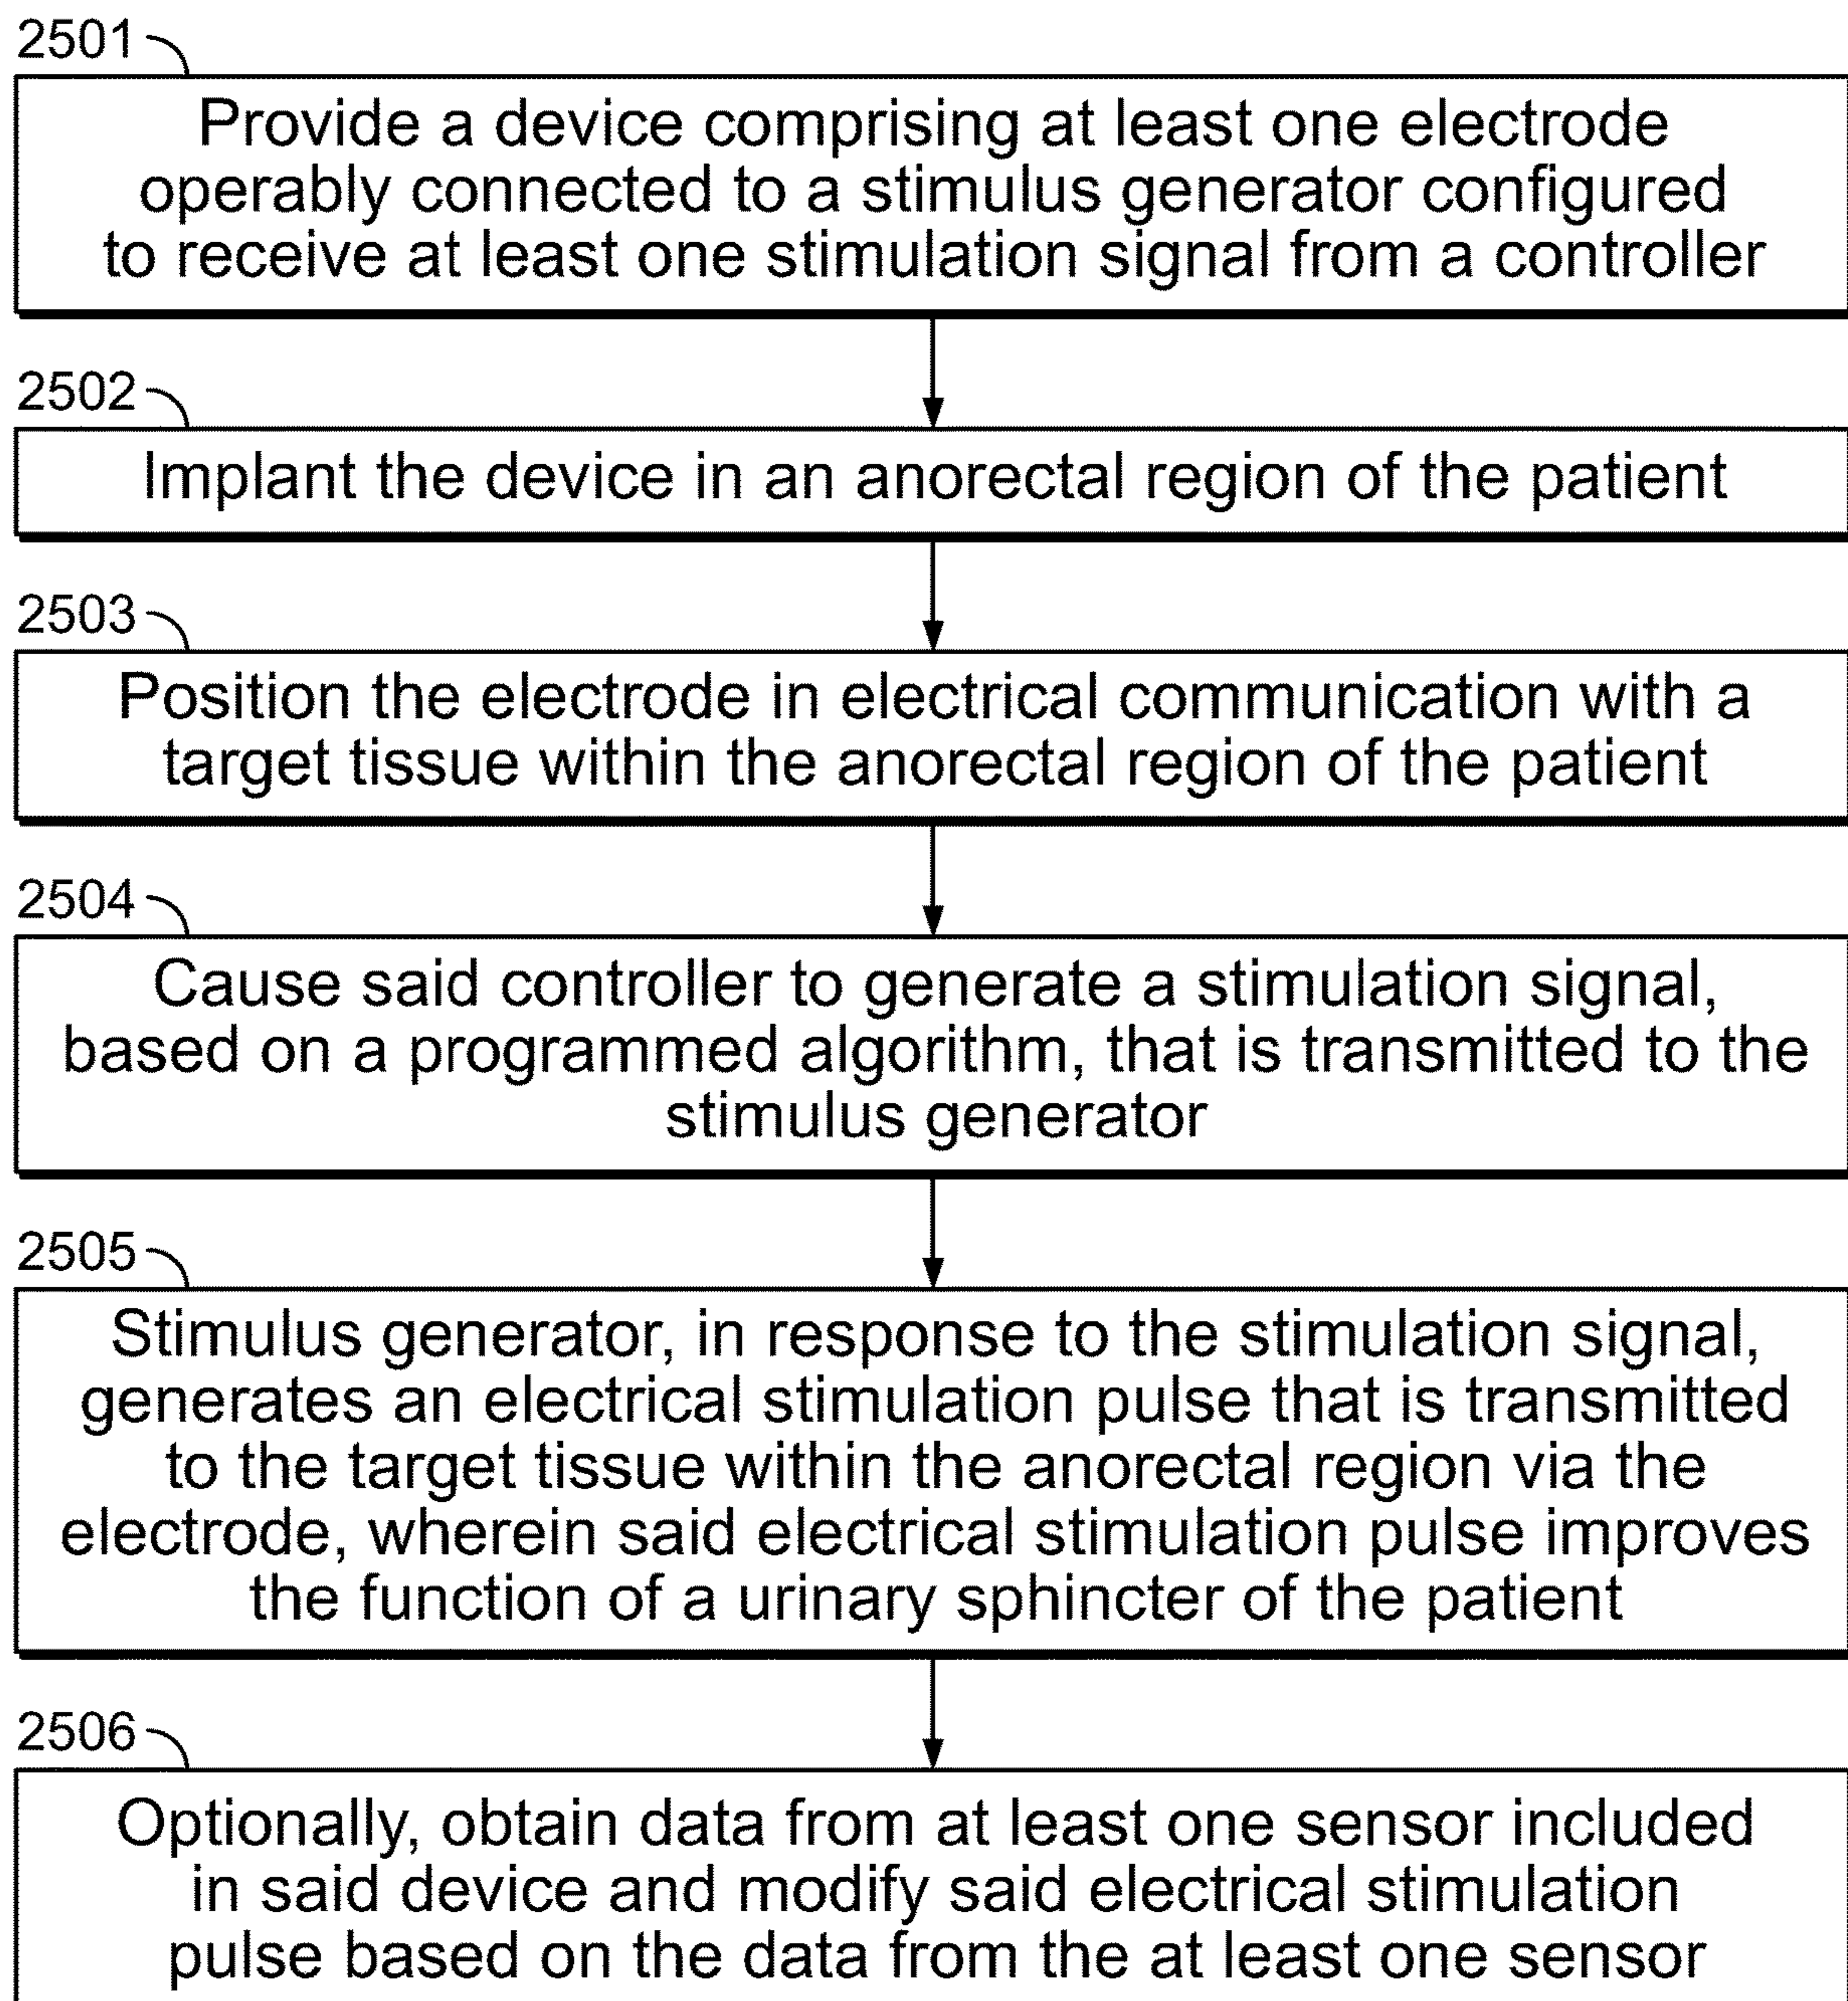 2501
Provide a device comprising at least one electrode
operably connected to a stimulus generator configured
to receive at least one stimulation signal from a controller
2502
Implant the device in an anorectal region of the patient
2503
Position the electrode in electrical communication with a
target tissue within the anorectal region of the patient
2504
Cause said controller to generate a stimulation signal,
based on a programmed algorithm, that is transmitted to the
stimulus generator
2505
Stimulus generator, in response to the stimulation signal,
generates an electrical stimulation pulse that is transmitted
to the target tissue within the anorectal region via the
electrode, wherein said electrical stimulation pulse improves
the function of a urinary sphincter of the patient
2506
Optionally, obtain data from at least one sensor included
in said device and modify said electrical stimulation
pulse based on the data from the at least one sensor